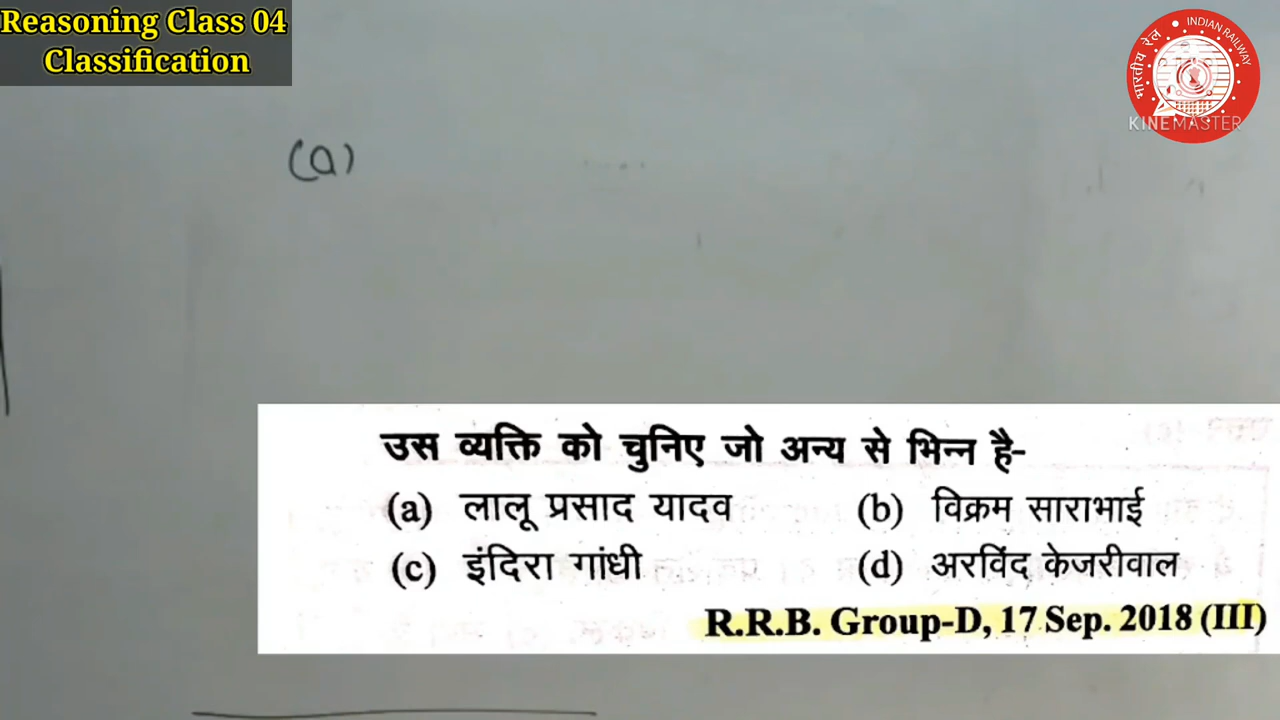 Reasoning Class 04
Classification
भारतीय रेल
INDIAN RAILWAY
KINEMASTER
(a)
उस व्यक्ति को चुनिए जो अन्य से भिन्न है-
(a) लालू प्रसाद यादव (b) विक्रम साराभाई
(c) इंदिरा गांधी (d) अरविंद केजरीवाल
R.R.B. Group-D, 17 Sep. 2018 (III)